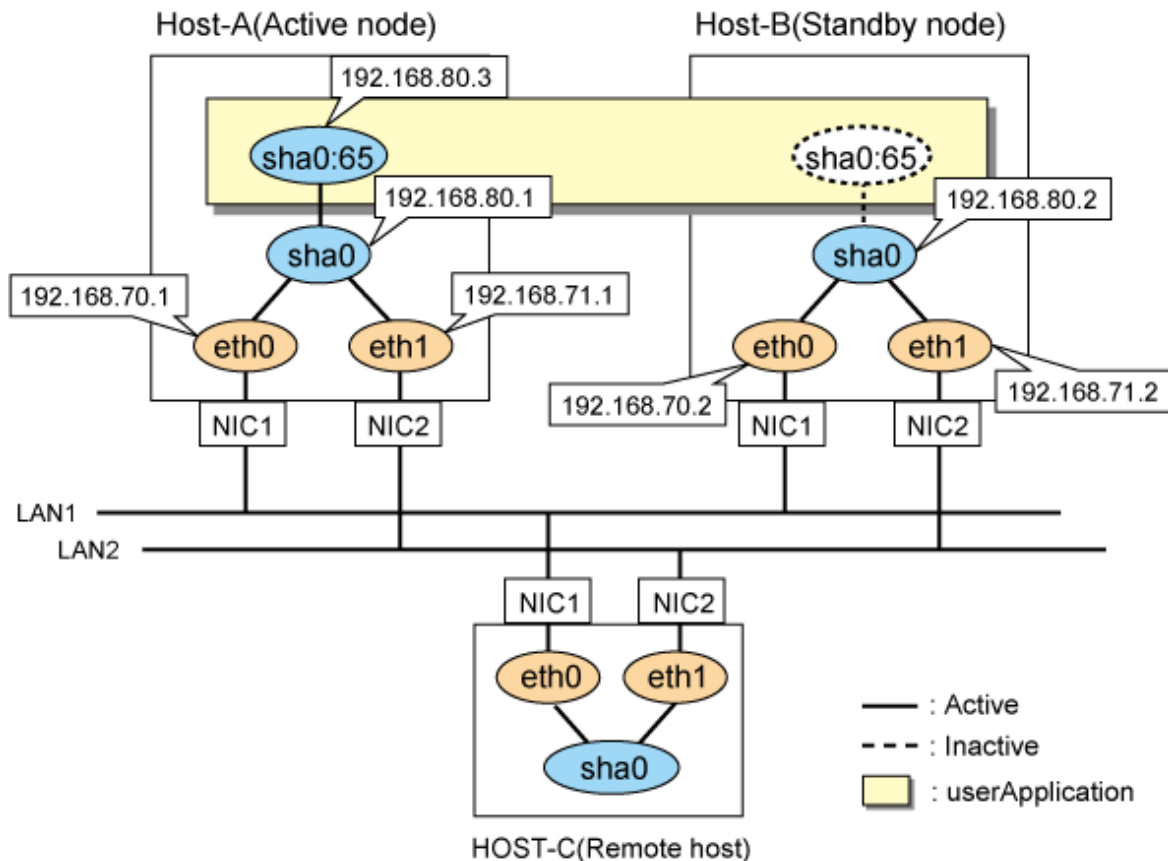 Host-A(Active node)
Host-B(Standby node)
192.168.80.3
sha0:65
sha0:65
192.168.80.1
192.168.80.2
sha0
sha0
192.168.70.1
192.168.71.1
eth0
eth1
eth0
eth1
192.168.70.2
192.168.71.2
NIC1
NIC2
NIC1
NIC2
LAN1
LAN2
NIC1
NIC2
eth0
eth1
sha0
: Active
: Inactive
: userApplication
HOST-C(Remote host)